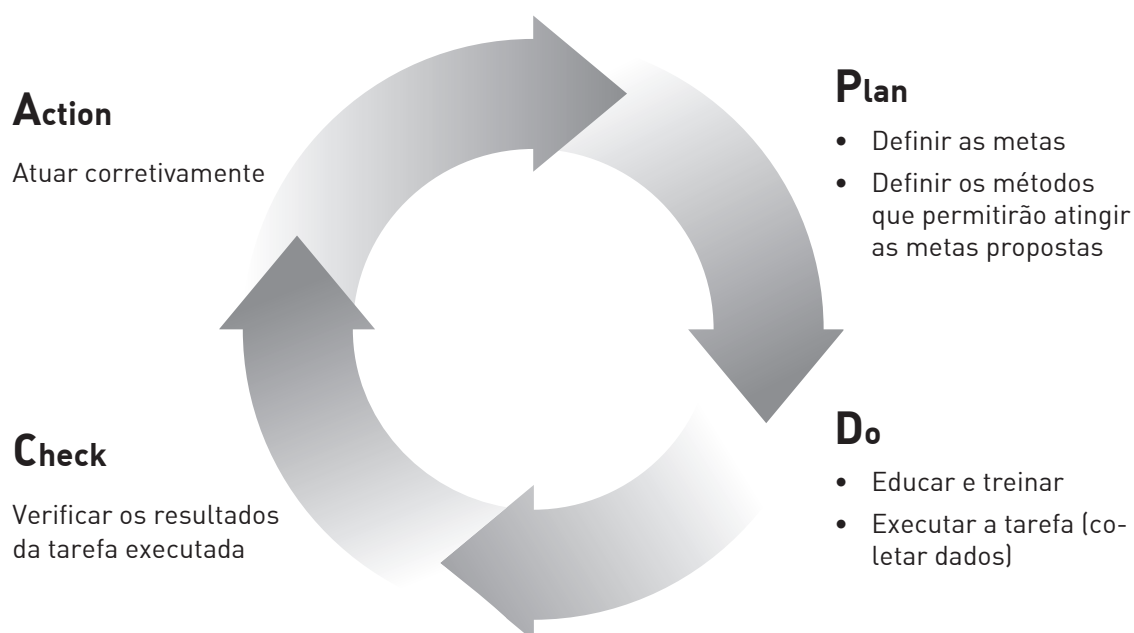 Action
Atuar corretivamente
Plan
• Definir as metas
• Definir os métodos
que permitirão atingir
as metas propostas
Do
• Educar e treinar
• Executar a tarefa (co-
letar dados)
Check
Verificar os resultados
da tarefa executada